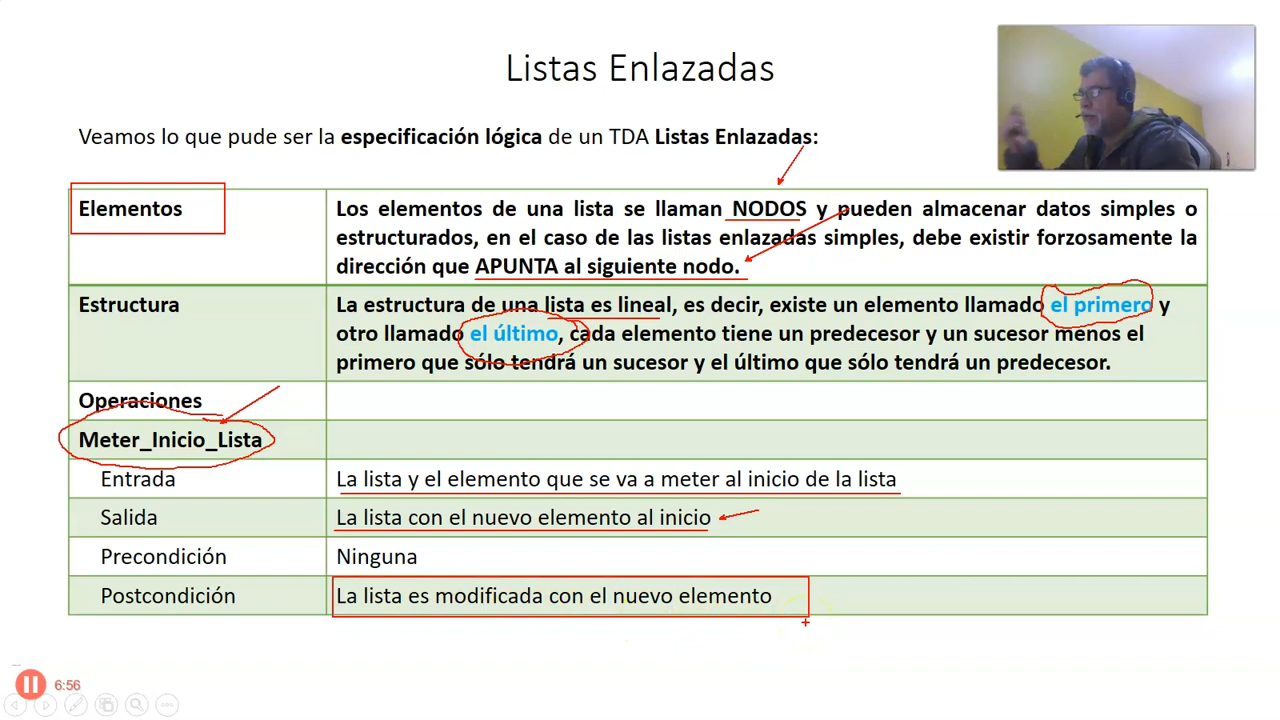 Listas Enlazadas
Veamos lo que pude ser la especificación lógica de un TDA Listas Enlazadas:
Elementos
Los elementos de una lista se llaman NODOS y pueden almacenar datos simples o
estructurados, en el caso de las listas enlazadas simples, debe existir forzosamente la
dirección que APUNTA al siguiente nodo.
Estructura
La estructura de una lista es lineal, es decir, existe un elemento llamado el primero y
otro llamado el último, cada elemento tiene un predecesor y un sucesor menos el
primero que sólo tendrá un sucesor y el último que sólo tendrá un predecesor.
Operaciones
Meter_Inicio_Lista
Entrada
La lista y el elemento que se va a meter al inicio de la lista
Salida
La lista con el nuevo elemento al inicio
Precondición
Ninguna
Postcondición
La lista es modificada con el nuevo elemento
6:56